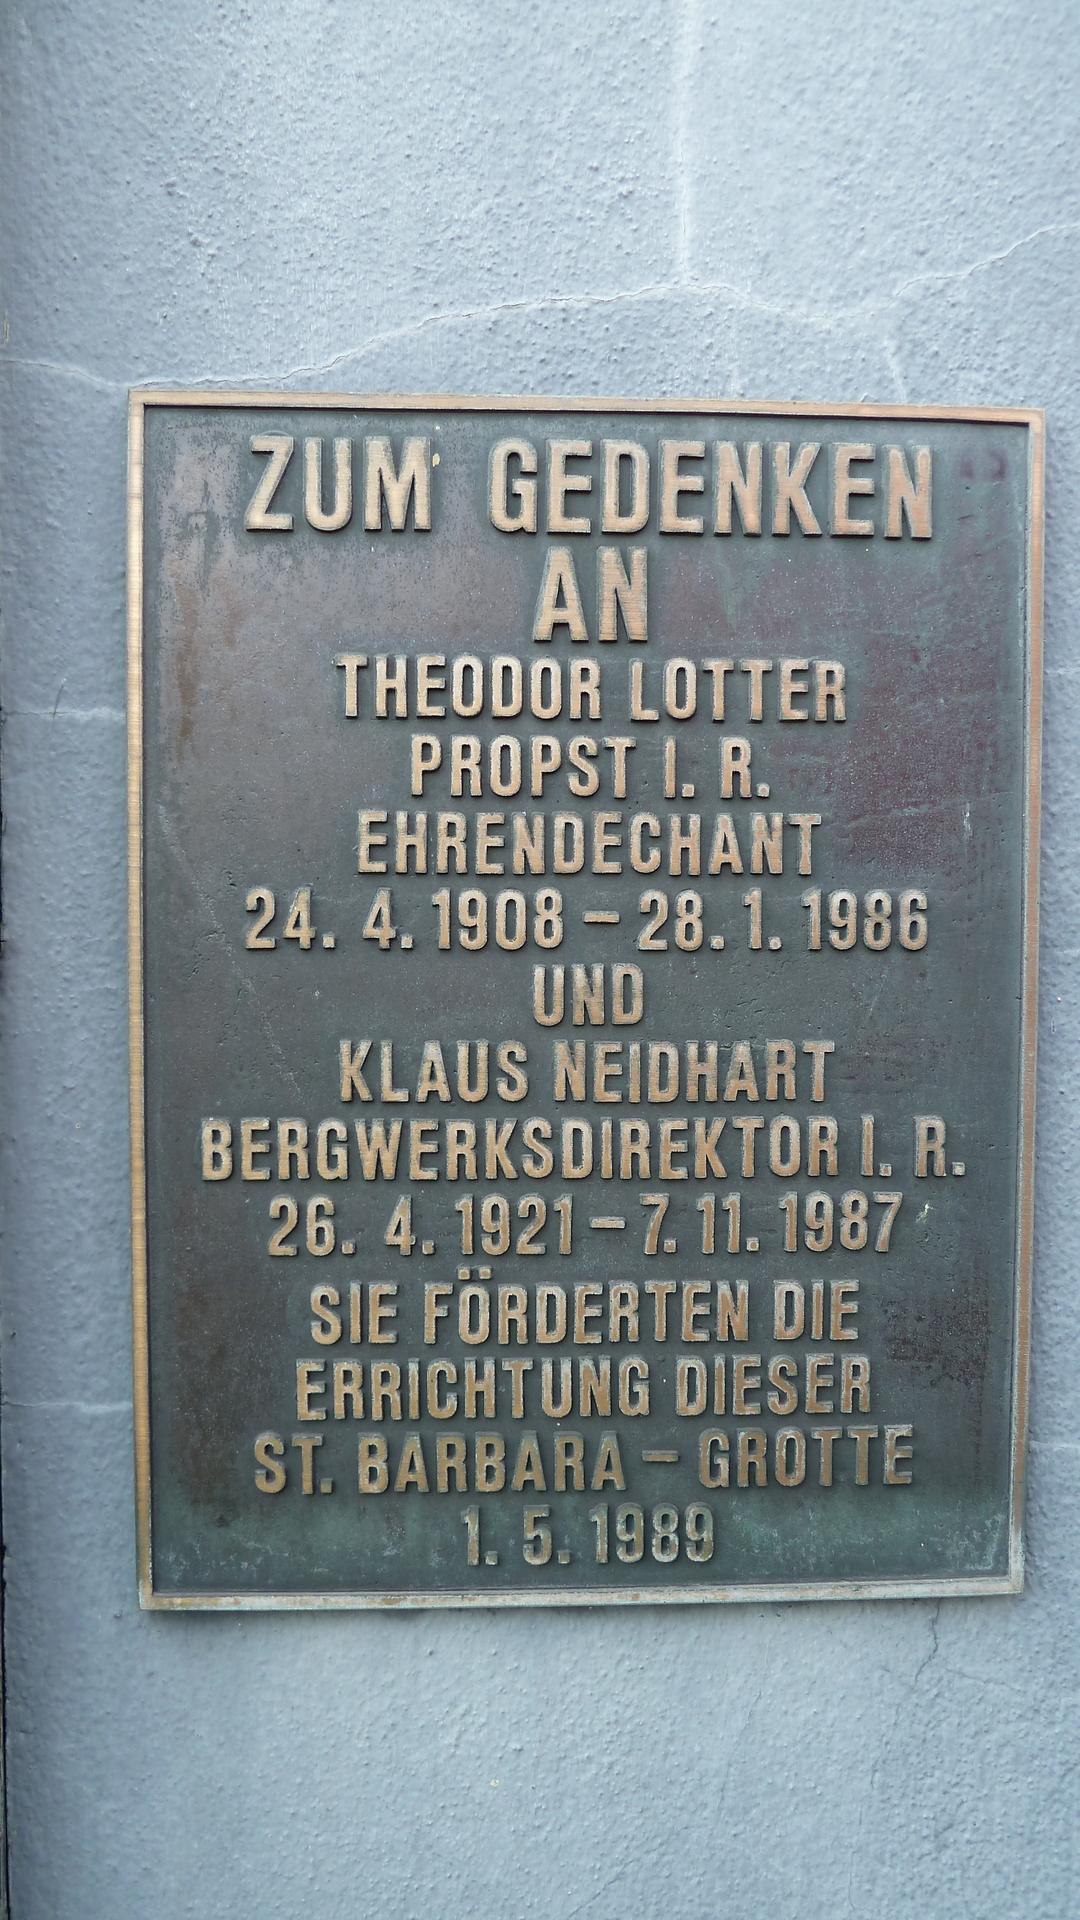 ZUM GEDENKEN
AN
THEODOR LOTTER
PROPST I. R.
EHRENDECHANT
24. 4. 1908 – 28. 1. 1986
UND
KLAUS NEIDHART
BERGWERKSDIREKTOR I. R.
26. 4. 1921 – 7. 11. 1987
SIE FÖRDERTEN DIE
ERRICHTUNG DIESER
ST. BARBARA – GROTTE
1. 5. 1989